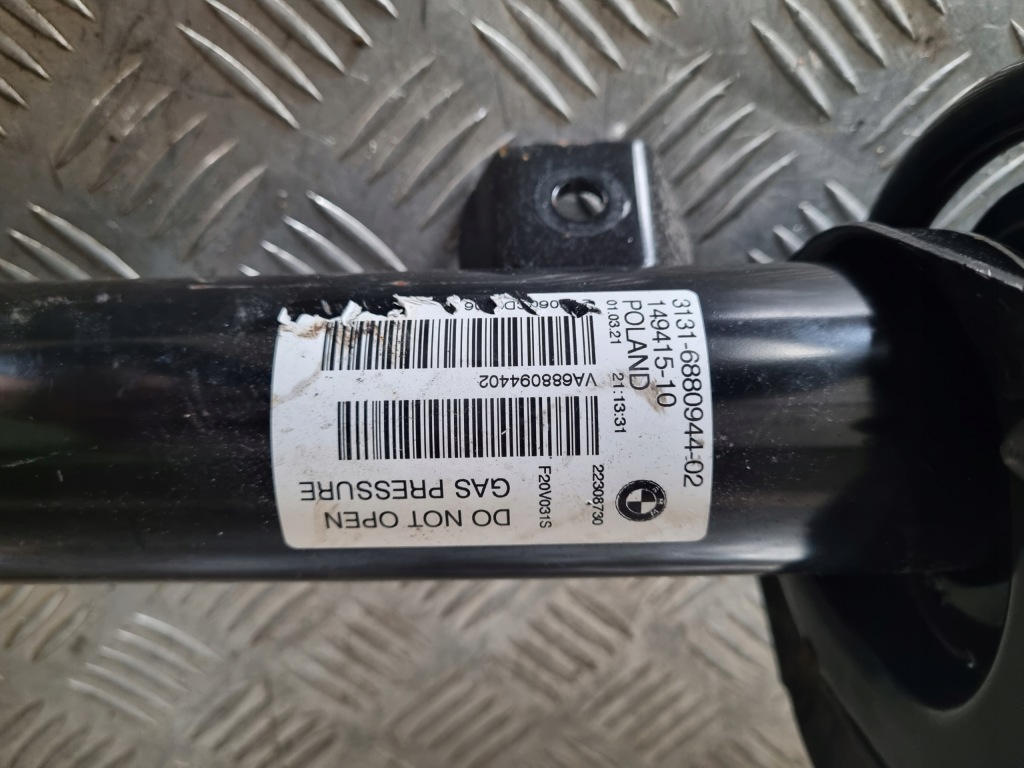 3131-6880944-02
149415-10
POLAND
01.03.21 21:13:31
22308730
VA688094402
F20V031S
DO NOT OPEN
GAS PRESSURE